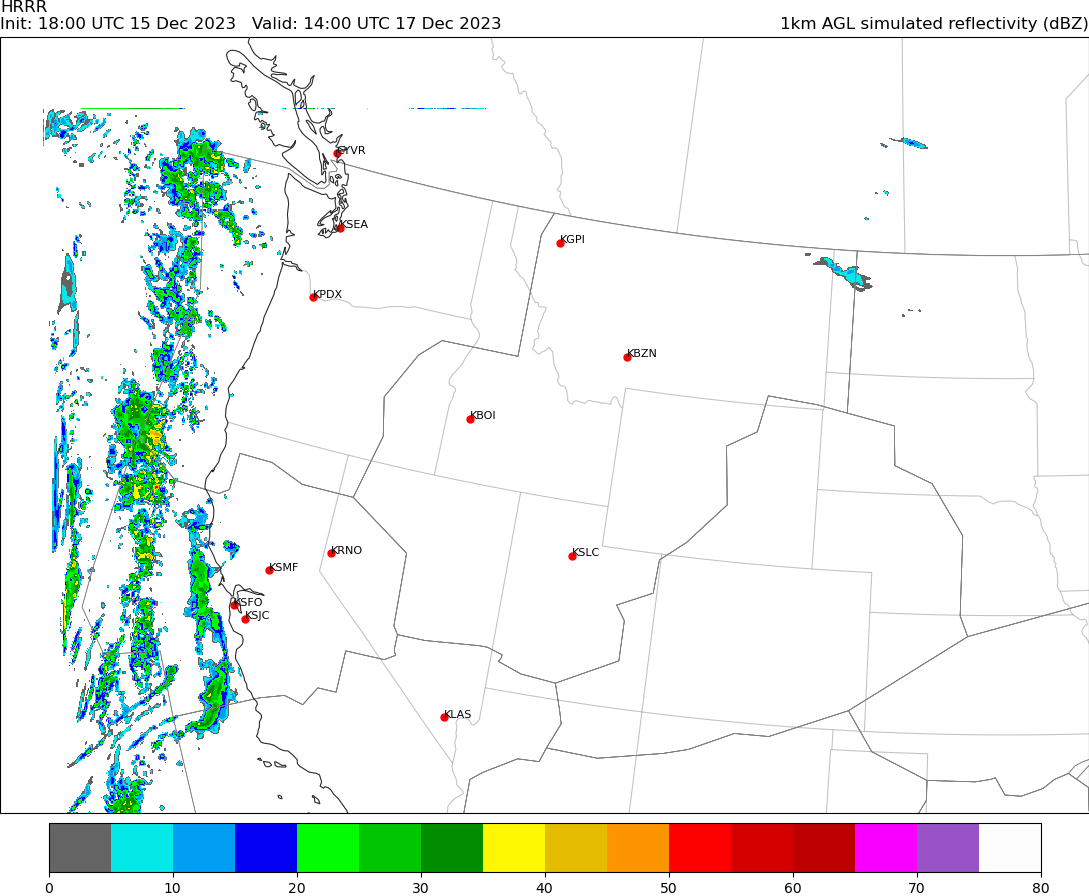 HRRR
Init: 18:00 UTC 15 Dec 2023   Valid: 14:00 UTC 17 Dec 2023   1km AGL simulated reflectivity (dBZ)
CYVR
KSEA
KGPI
KPDX
KBZN
KBOI
KRNO
KSLC
KSMF
KSFO
KSJC
KLAS
0 10 20 30 40 50 60 70 80